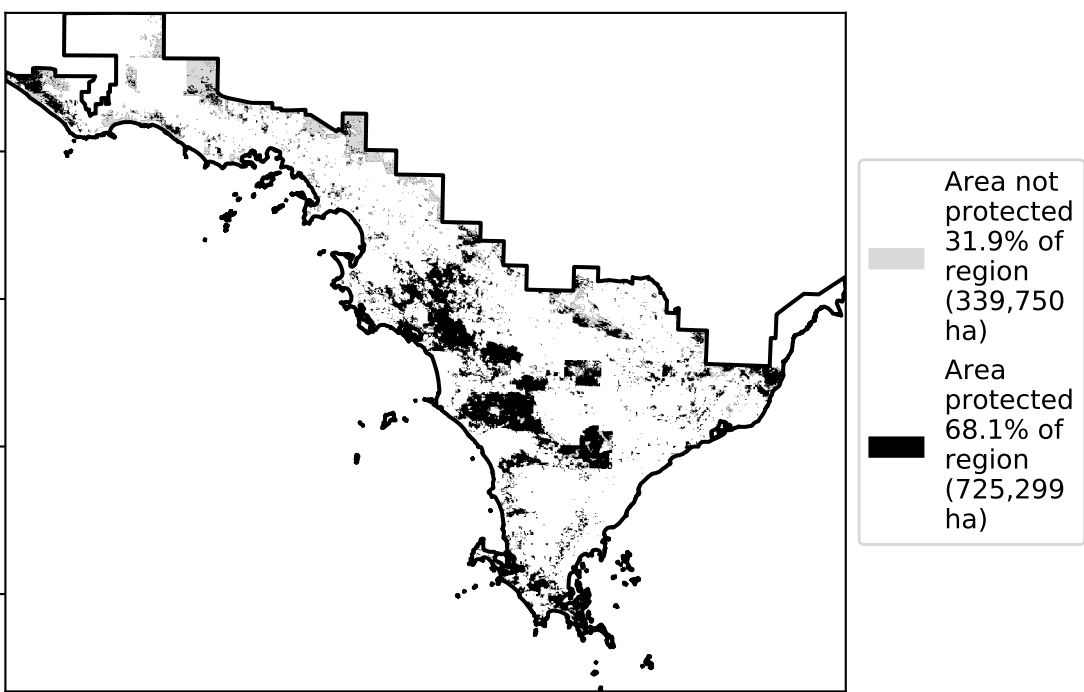 Area not
protected
31.9% of
region
(339,750
ha)
Area
protected
68.1% of
region
(725,299
ha)